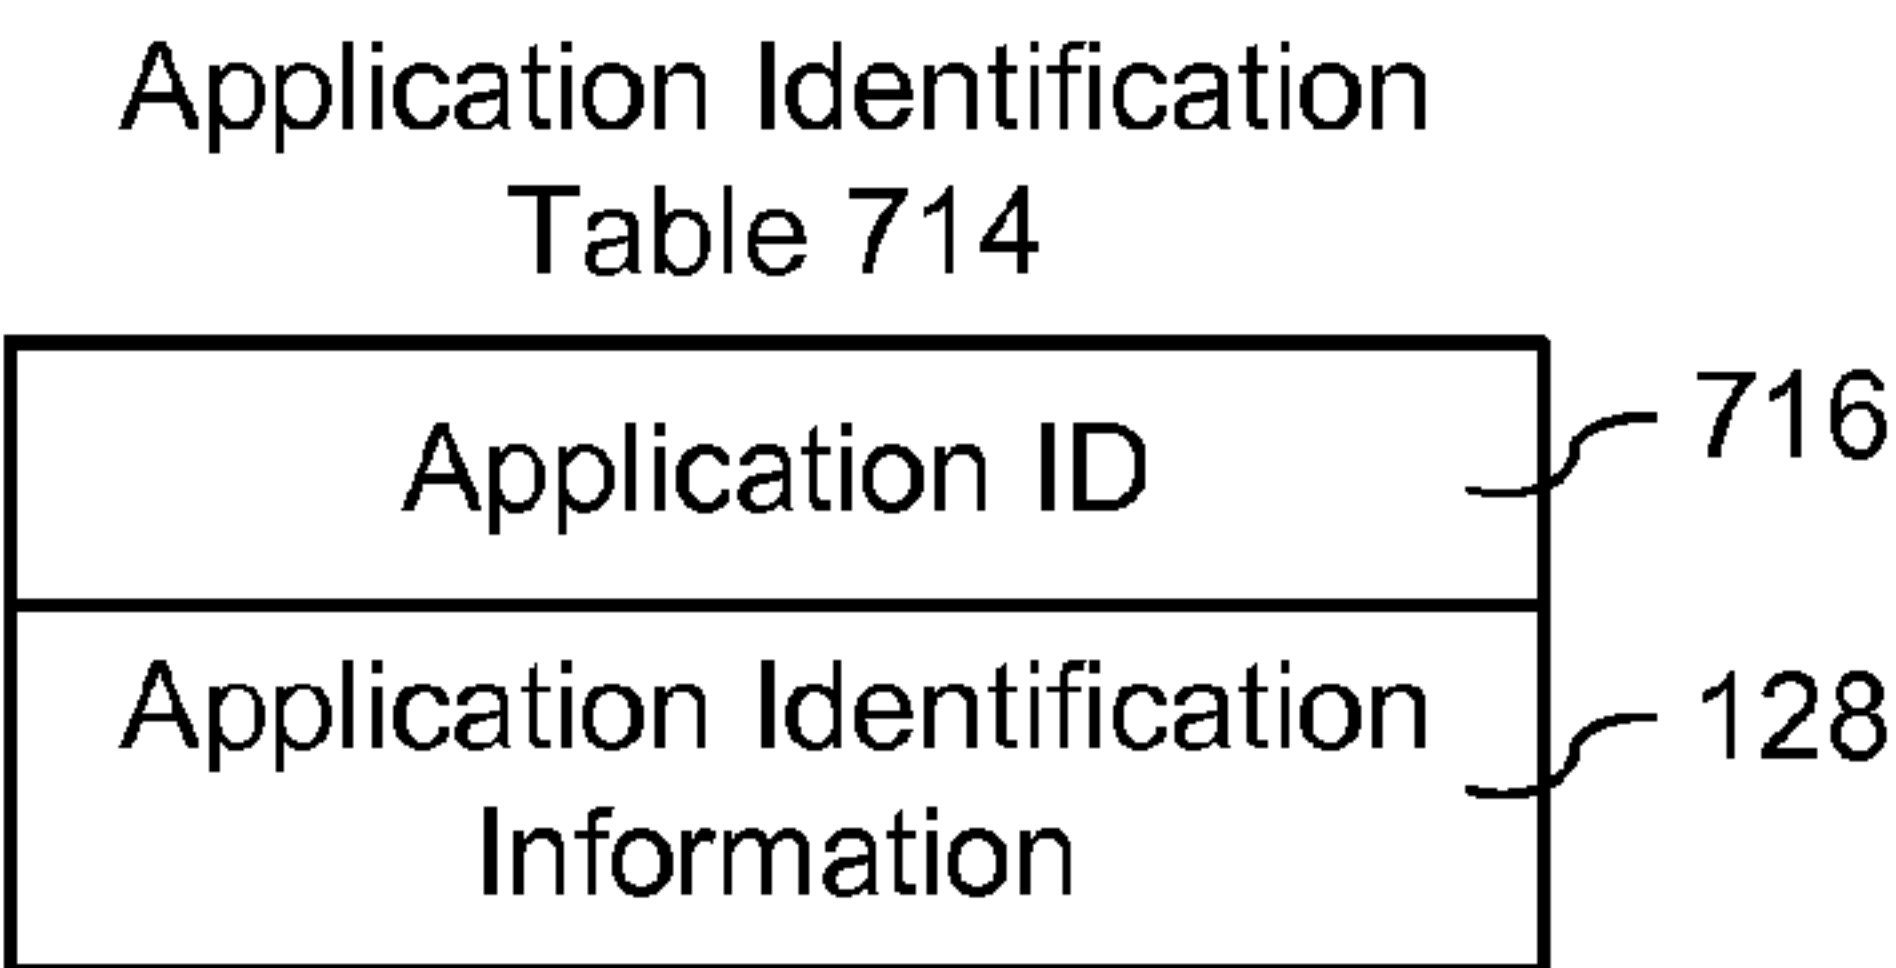 Application Identification
Table 714
Application ID
716
Application Identification
Information
128